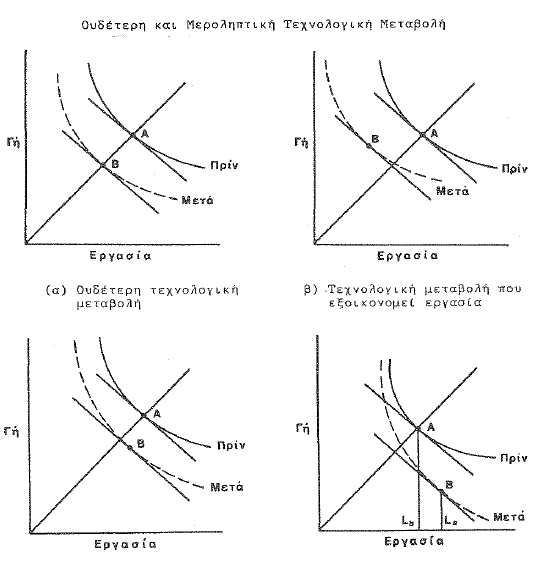 Ουδέτερη και Μεροληπτική Τεχνολογική Μεταβολή
Γή
A
B
Πρίν
Μετά
Εργασία
Γή
A
B
Πρίν
Μετά
Εργασία
(α) Ουδέτερη τεχνολογική
μεταβολή
β) Τεχνολογική μεταβολή που
εξοικονομεί εργασία
Γή
A
B
Πρίν
Μετά
Εργασία
Γή
A
B
Πρίν
Μετά
Lb
La
Εργασία